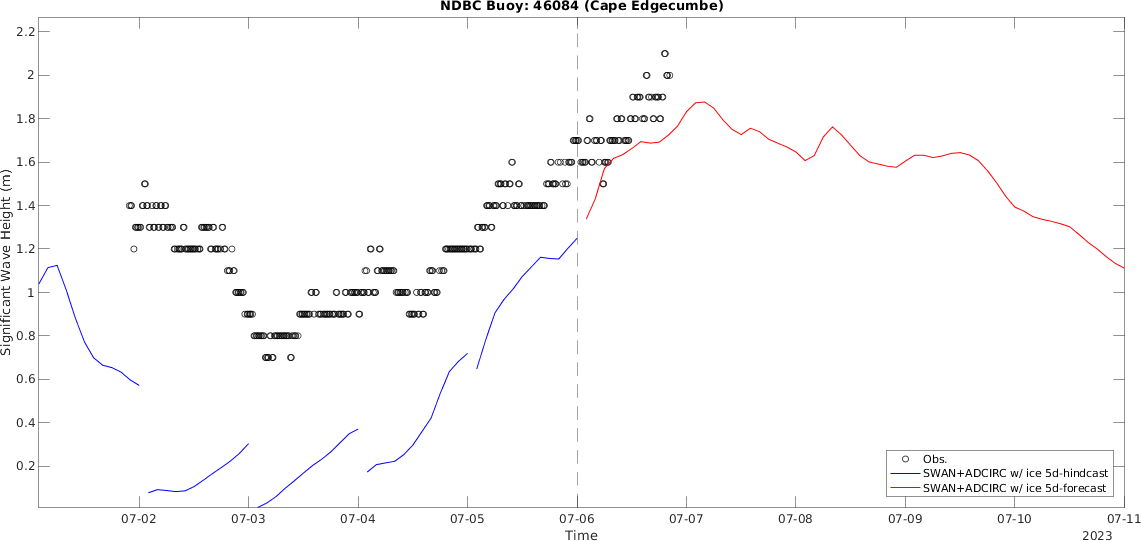 NDBC Buoy: 46084 (Cape Edgecumbe)
2.2
2
1.8
1.6
1.4
1.2
1
0.8
0.6
0.4
0.2
Significant Wave Height (m)
Obs.
SWAN+ADCIRC w/ ice 5d-hindcast
SWAN+ADCIRC w/ ice 5d-forecast
07-02 07-03 07-04 07-05 07-06 07-07 07-08 07-09 07-10 07-11
Time
2023